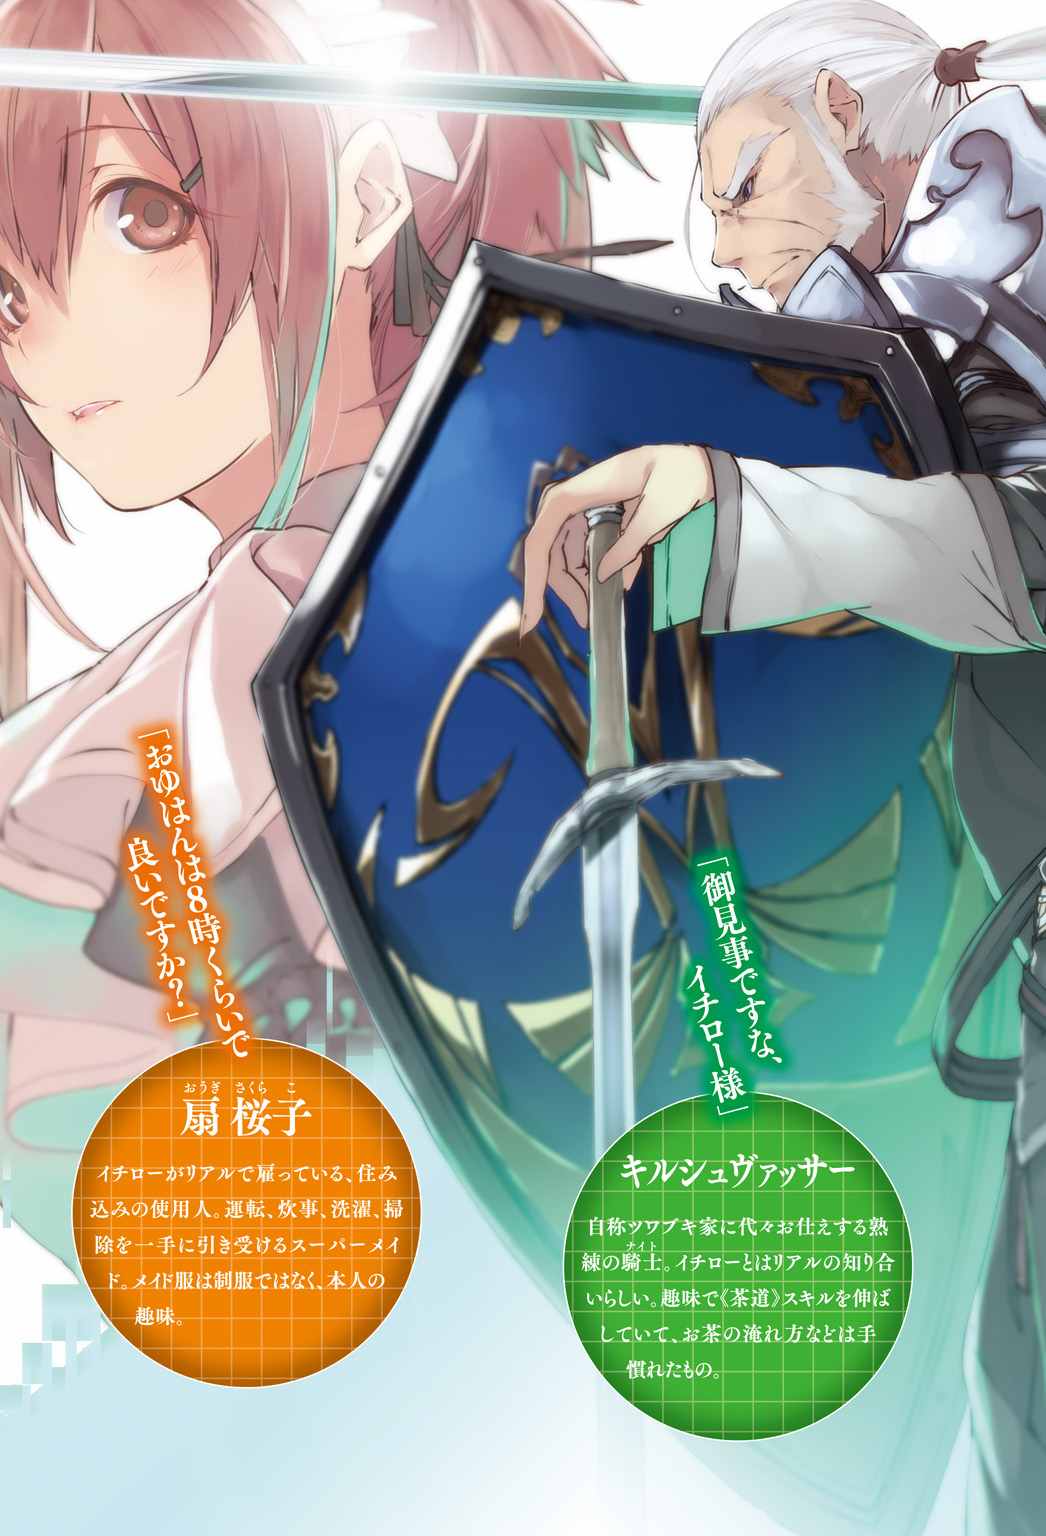 「おゆはんは8時くらいで
良いですか？」
おうぎ さくら こ
扇 桜子
イチローがリアルで雇っている、住み
込みの使用人。運転、炊事、洗濯、掃
除を一手に引き受けるスーパーメイ
ド。メイド服は制服ではなく、本人の
趣味。
「御見事ですな、
イチロー様」
キルシュヴァッサー
自称ツワブキ家に代々お仕えする熟
ナイト
練の騎士。イチローとはリアルの知り合
いらしい。趣味で《茶道》スキルを伸ば
していて、お茶の淹れ方などは手
慣れたもの。